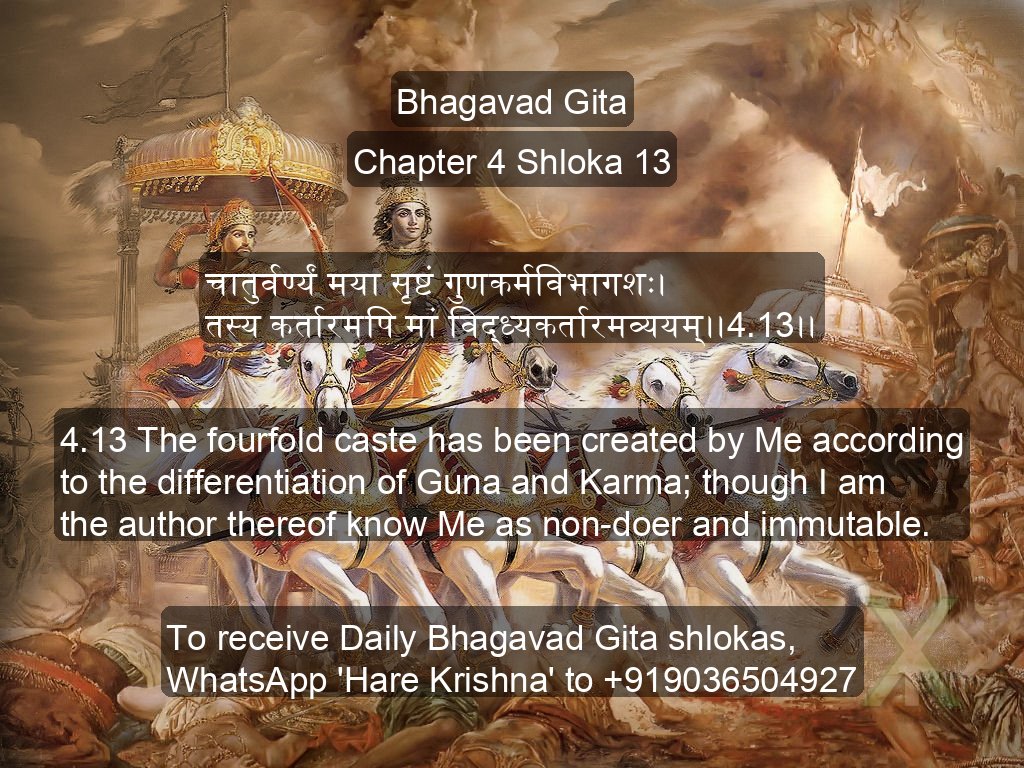 Bhagavad Gita
Chapter 4 Shloka 13
चातुर्वर्ण्यं मया सृष्टं गुणकर्मविभागशः।
तस्य कर्तारमपि मां विद्ध्यकर्तारमव्ययम्।।4.13।।
4.13 The fourfold caste has been created by Me according
to the differentiation of Guna and Karma; though I am
the author thereof know Me as non-doer and immutable.
To receive Daily Bhagavad Gita shlokas,
WhatsApp 'Hare Krishna' to +919036504927